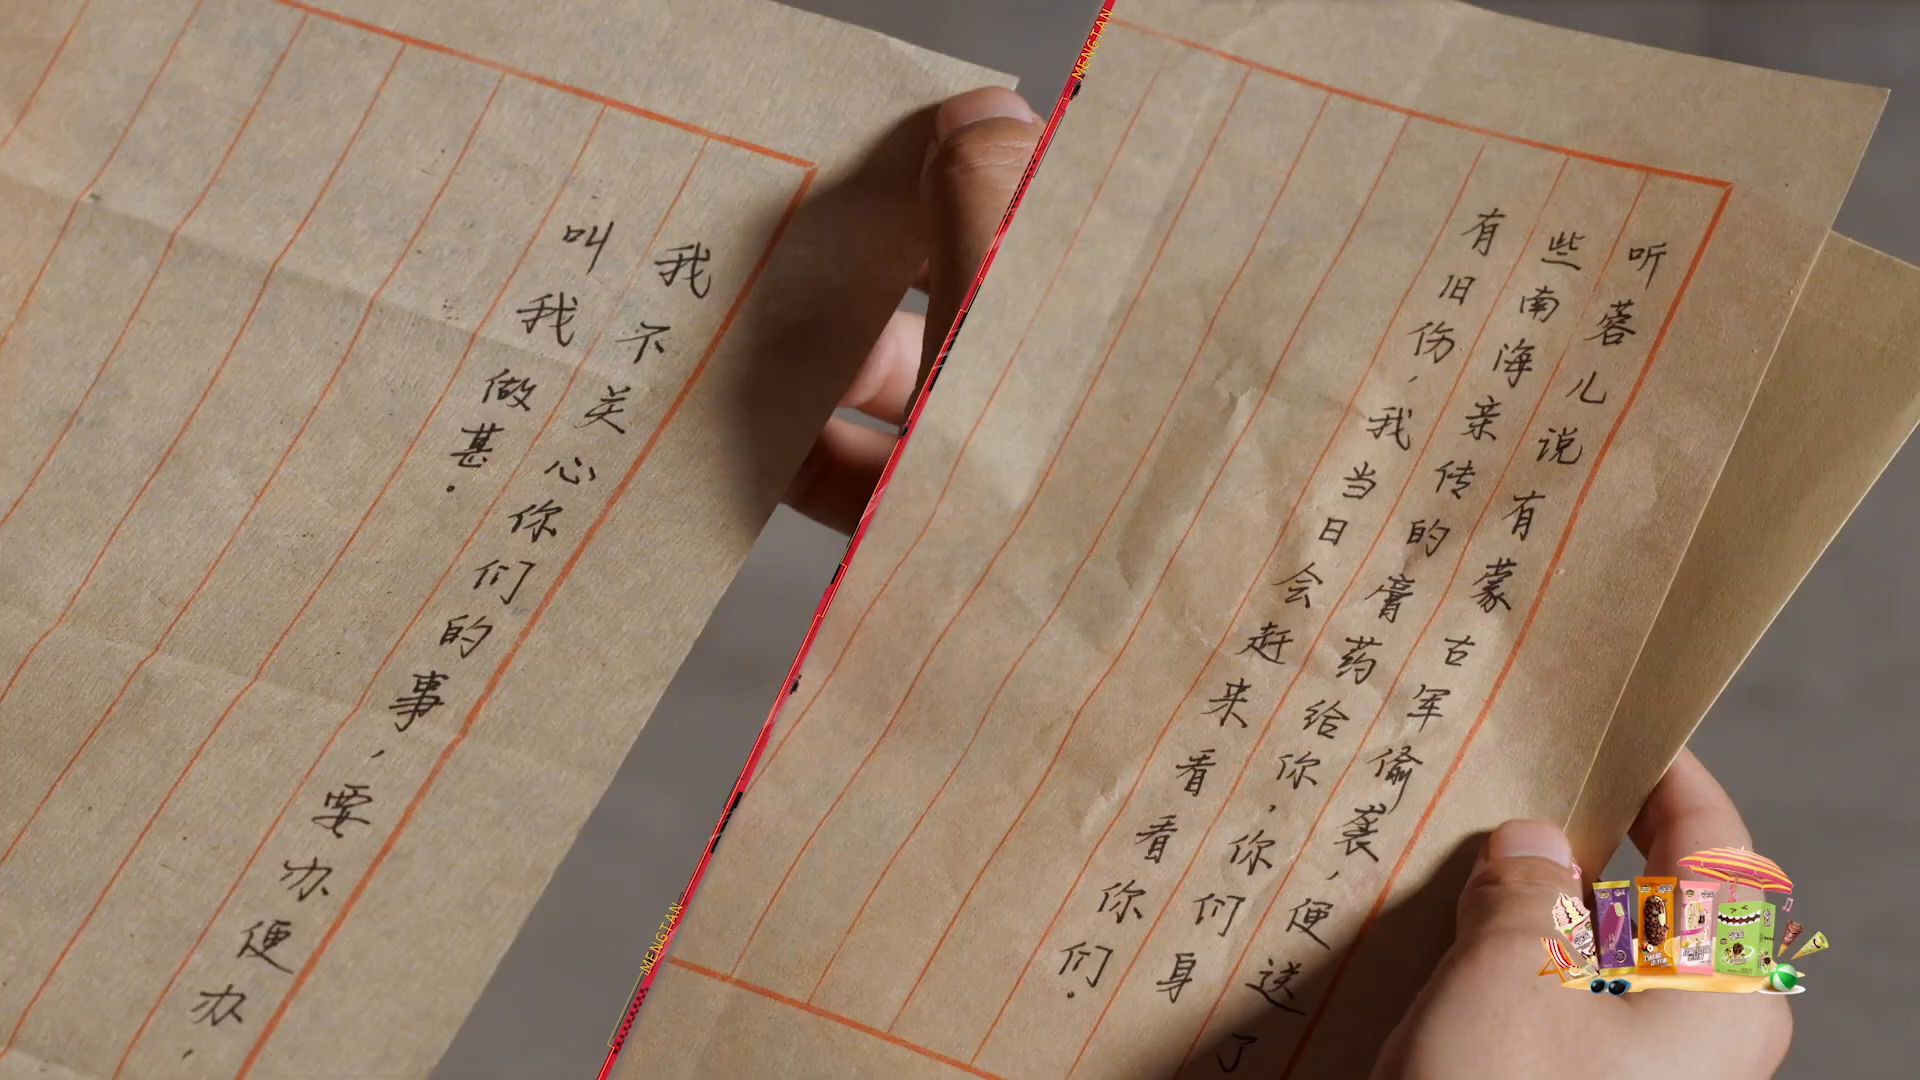 我不关心你们的事，要办便办，
叫我做甚.
听蓉儿说有蒙古军偷袭，便送了
些南海亲传的膏药给你，你们身
有旧伤，我当日会赶来看看你们.
MENGTAN
MENGTAN